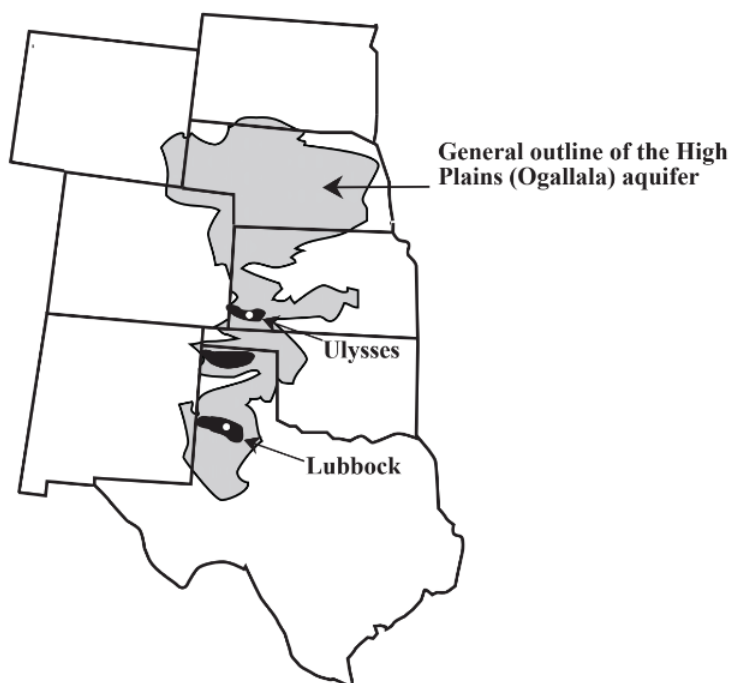 General outline of the High
Plains (Ogallala) aquifer
Ulysses
Lubbock